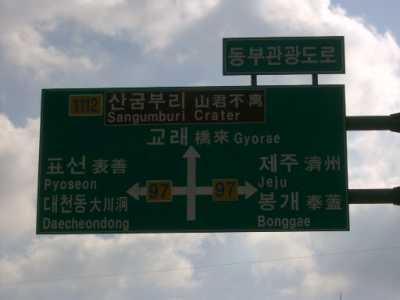 동부관광도로
1112 산굼부리 山君不离
Sangumburi Crater
교래 橋來 Gyorae
표선 表善
Pyoseon
대천동 大川洞
Daecheondong
97 97
제주 濟州
Jeju
봉개 奉蓋
Bonggae